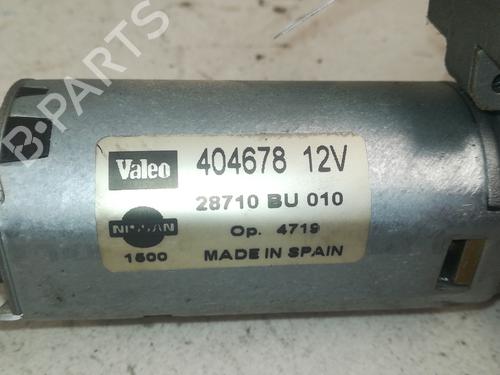 B-PARTS
Valeo 404678 12V
28710 BU 010
NISSAN Op. 4719
1600 MADE IN SPAIN